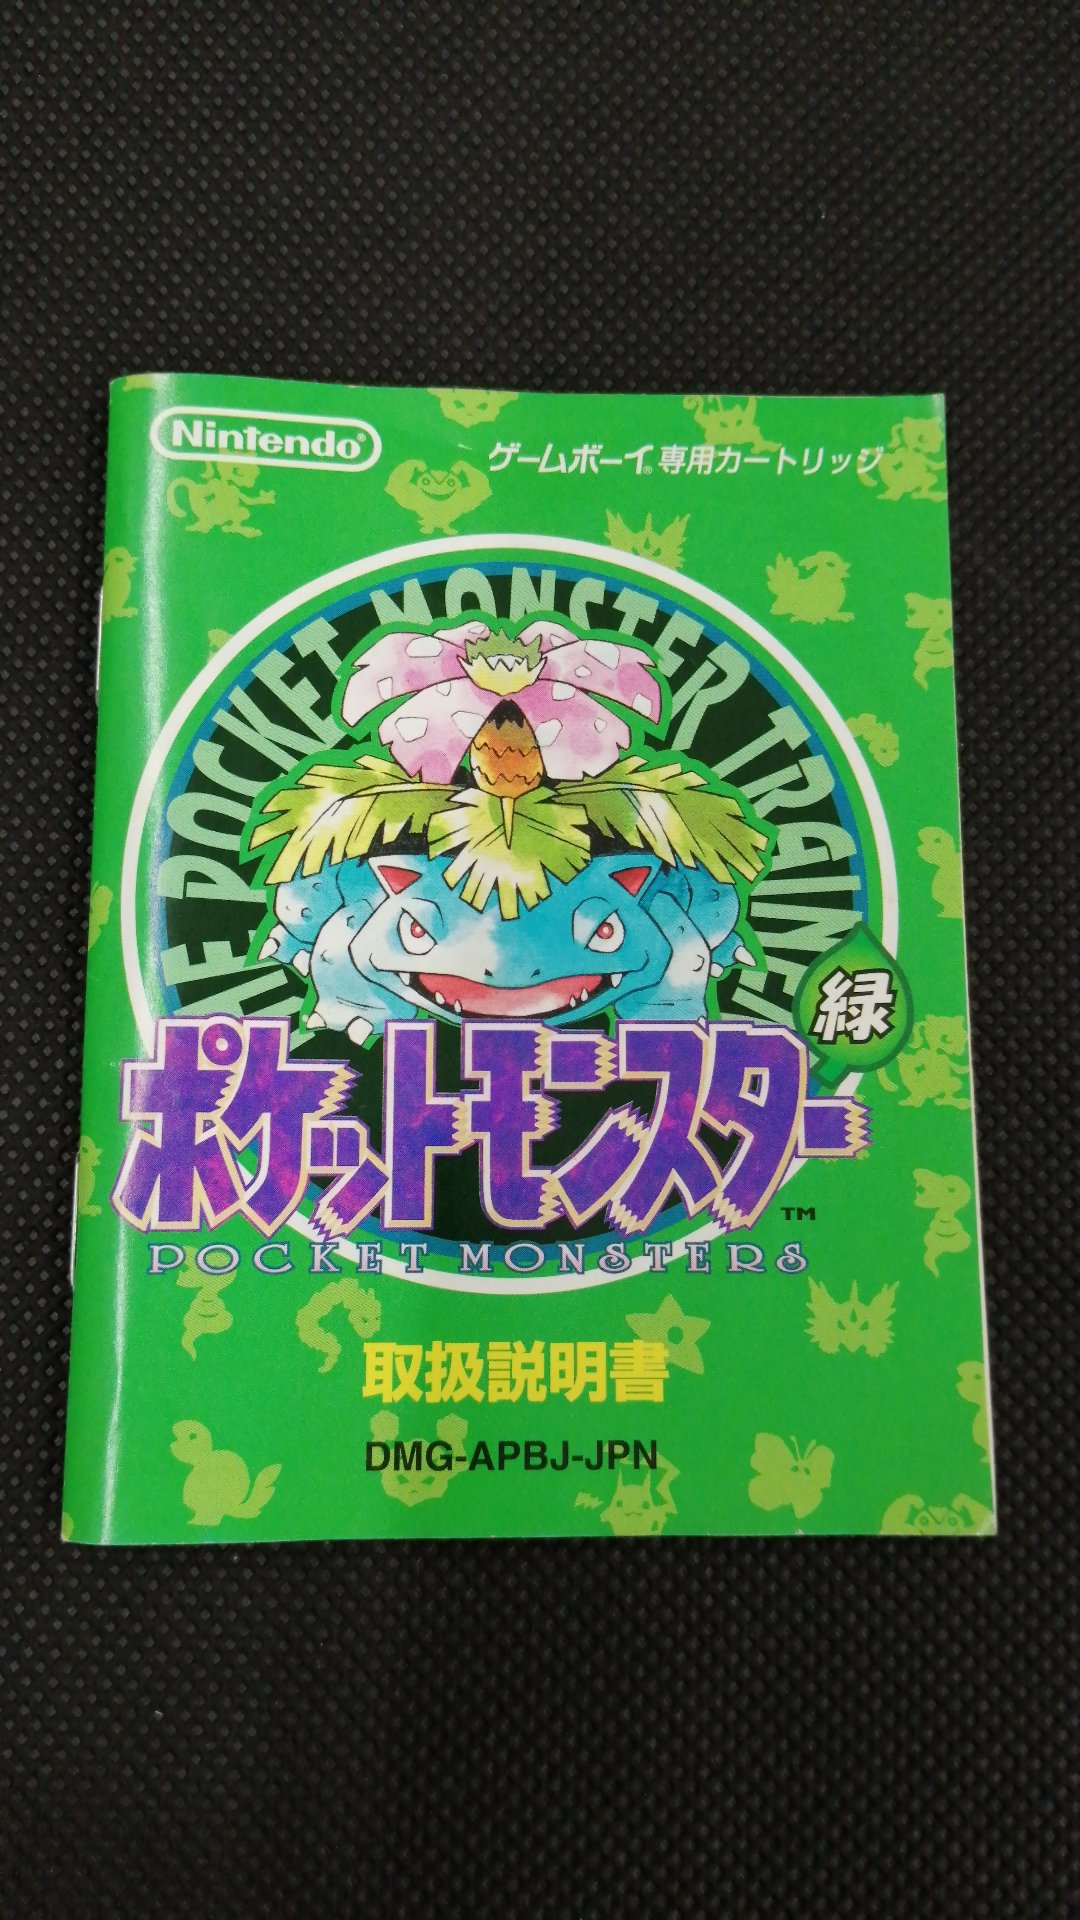 Nintendo®
ゲームボーイ®専用カートリッジ
THE POCKET MONSTER TRAINER
緑
ポケットモンスター
™
POCKET MONSTERS
取扱説明書
DMG-APBJ-JPN